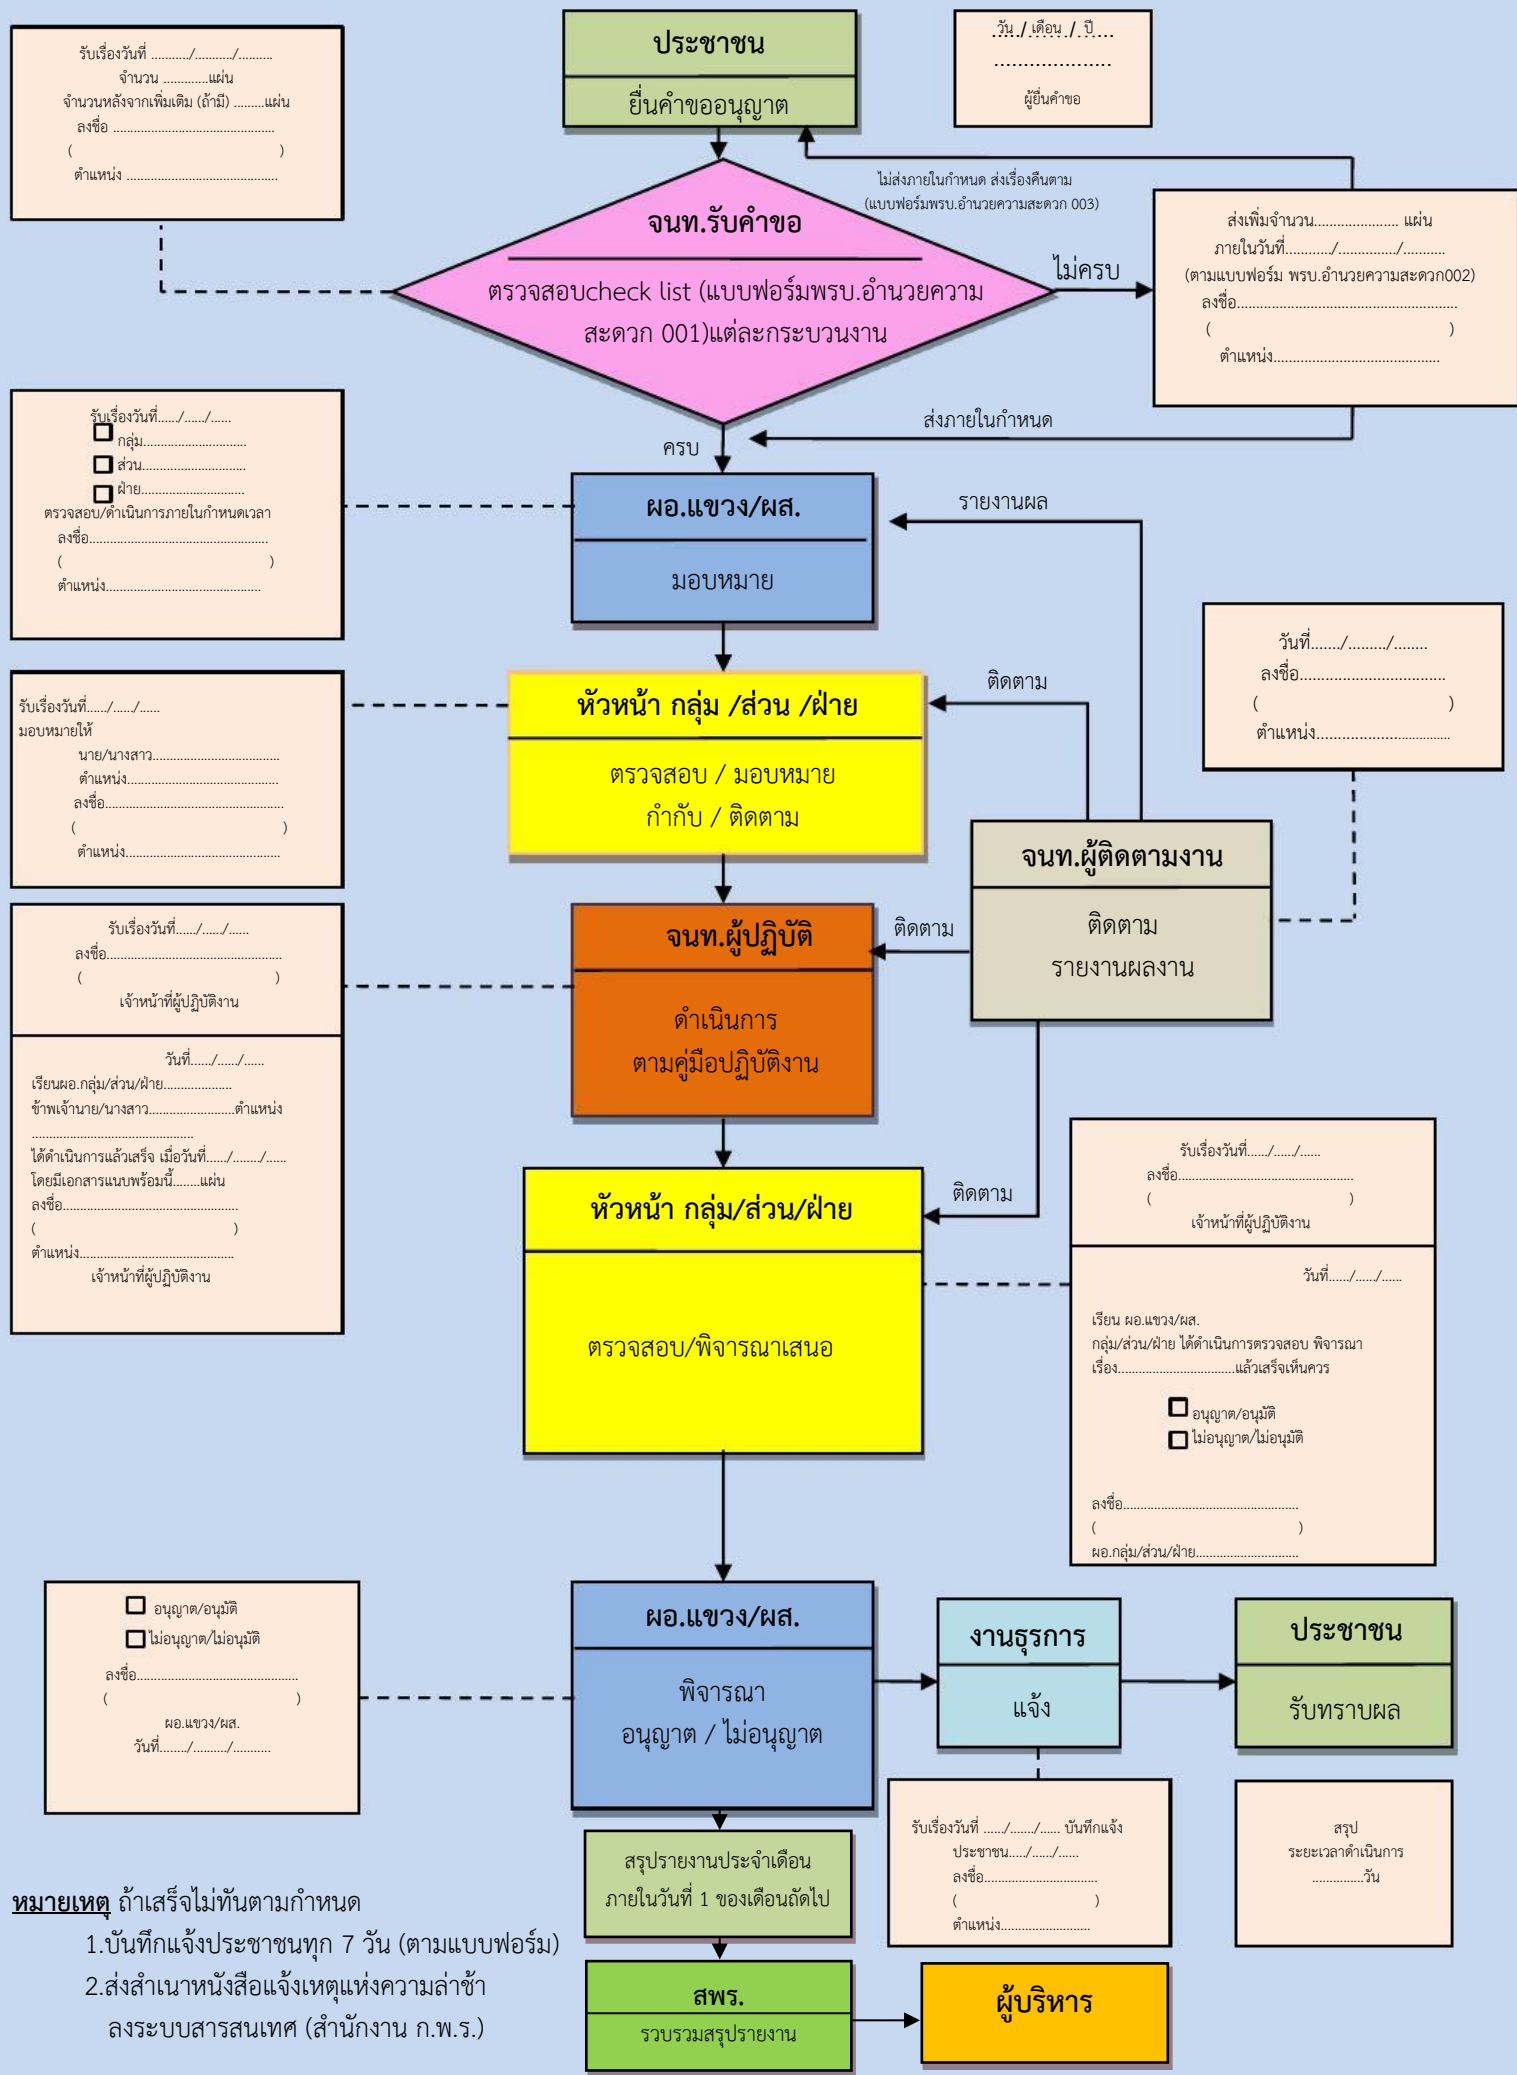 รับเรื่องวันที่ .........../.........../..........
จำนวน .............แผ่น
จำนวนหลังจากเพิ่มเติม (ถ้ามี) .........แผ่น
ลงชื่อ ...............................................
( )
ตำแหน่ง ............................................
ประชาชน
ยื่นคำขออนุญาต
...วัน../..เดือน../..ปี.....
.....................
ผู้ยื่นคำขอ
ไม่ส่งภายในกำหนด ส่งเรื่องคืนตาม
(แบบฟอร์มพรบ.อำนวยความสะดวก 003)
จนท.รับคำขอ
ตรวจสอบcheck list (แบบฟอร์มพรบ.อำนวยความ
สะดวก 001)แต่ละกระบวนงาน
ไม่ครบ
ส่งเพิ่มจำนวน...................... แผ่น
ภายในวันที่............/.............../...........
(ตามแบบฟอร์ม พรบ.อำนวยความสะดวก002)
ลงชื่อ................................................................
( )
ตำแหน่ง................................................
ส่งภายในกำหนด
ครบ
รับเรื่องวันที่....../....../......
กลุ่ม..............................
ส่วน..............................
ฝ่าย..............................
ตรวจสอบ/ดำเนินการภายในกำหนดเวลา
ลงชื่อ....................................................
( )
ตำแหน่ง.............................................
ผอ.แขวง/ผส.
มอบหมาย
รายงานผล
รับเรื่องวันที่....../....../......
มอบหมายให้
นาย/นางสาว.....................................
ตำแหน่ง............................................
ลงชื่อ....................................................
( )
ตำแหน่ง.............................................
หัวหน้า กลุ่ม /ส่วน /ฝ่าย
ตรวจสอบ / มอบหมาย
กำกับ / ติดตาม
ติดตาม
วันที่......./........./........
ลงชื่อ.................................
( )
ตำแหน่ง.................................
จนท.ผู้ติดตามงาน
ติดตาม
รายงานผลงาน
รับเรื่องวันที่....../....../......
ลงชื่อ...................................................
( )
เจ้าหน้าที่ผู้ปฏิบัติงาน
วันที่....../....../......
เรียนผอ.กลุ่ม/ส่วน/ฝ่าย....................
ข้าพเจ้านาย/นางสาว.........................ตำแหน่ง
...............................................
ได้ดำเนินการแล้วเสร็จ เมื่อวันที่....../......../......
โดยมีเอกสารแนบพร้อมนี้........แผ่น
ลงชื่อ...................................................
( )
ตำแหน่ง.............................................
เจ้าหน้าที่ผู้ปฏิบัติงาน
จนท.ผู้ปฏิบัติ
ดำเนินการ
ตามคู่มือปฏิบัติงาน
ติดตาม
หัวหน้า กลุ่ม/ส่วน/ฝ่าย
ตรวจสอบ/พิจารณาเสนอ
ติดตาม
รับเรื่องวันที่....../....../......
ลงชื่อ...................................................
( )
เจ้าหน้าที่ผู้ปฏิบัติงาน
วันที่....../....../......
เรียน ผอ.แขวง/ผส.
กลุ่ม/ส่วน/ฝ่าย ได้ดำเนินการตรวจสอบ พิจารณา
เรื่อง..................................แล้วเสร็จเห็นควร
อนุญาต/อนุมัติ
ไม่อนุญาต/ไม่อนุมัติ
ลงชื่อ...................................................
( )
ผอ.กลุ่ม/ส่วน/ฝ่าย..............................
อนุญาต/อนุมัติ
ไม่อนุญาต/ไม่อนุมัติ
ลงชื่อ...............................................
( )
ผอ.แขวง/ผส.
วันที่......../........../...........
ผอ.แขวง/ผส.
พิจารณา
อนุญาต / ไม่อนุญาต
งานธุรการ
แจ้ง
ประชาชน
รับทราบผล
รับเรื่องวันที่ ....../......./...... บันทึกแจ้ง
ประชาชน...../....../......
ลงชื่อ.................................
( )
ตำแหน่ง..........................
สรุป
ระยะเวลาดำเนินการ
...............วัน
สรุปรายงานประจำเดือน
ภายในวันที่ 1 ของเดือนถัดไป
สพร.
รวบรวมสรุปรายงาน
ผู้บริหาร
หมายเหตุ ถ้าเสร็จไม่ทันตามกำหนด
1.บันทึกแจ้งประชาชนทุก 7 วัน (ตามแบบฟอร์ม)
2.ส่งสำเนาหนังสือแจ้งเหตุแห่งความล่าช้า
ลงระบบสารสนเทศ (สำนักงาน ก.พ.ร.)